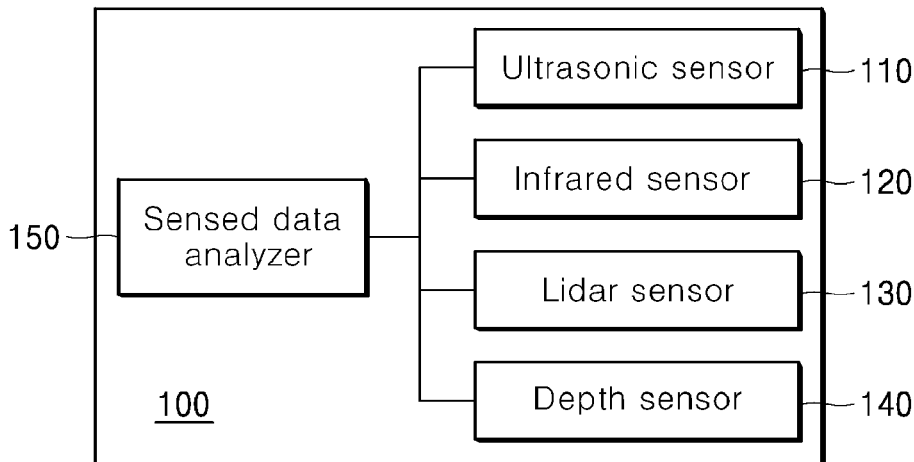 Ultrasonic sensor
110
Infrared sensor
120
150
Sensed data
analyzer
Lidar sensor
130
Depth sensor
140
100